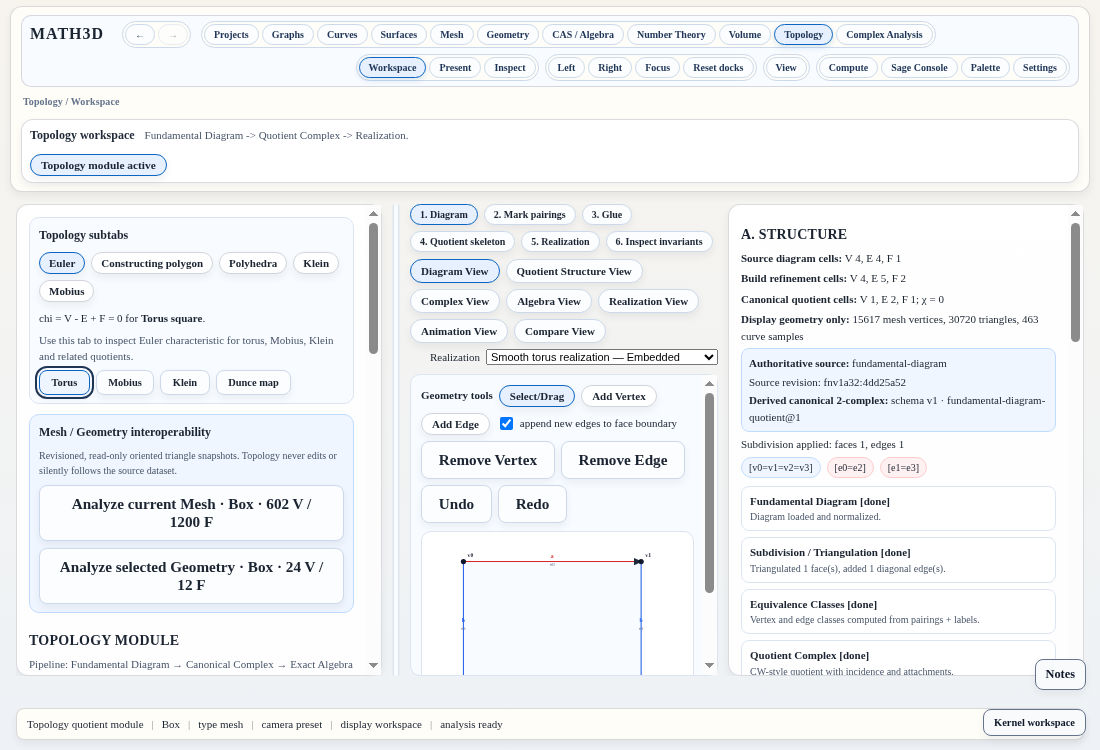 MATH3D ← → Projects Graphs Curves Surfaces Mesh Geometry CAS / Algebra Number Theory Volume Topology Complex Analysis
Workspace Present Inspect Left Right Focus Reset docks View Compute Sage Console Palette Settings
Topology / Workspace
Topology workspace Fundamental Diagram -> Quotient Complex -> Realization.
Topology module active
Topology subtabs
Euler Constructing polygon Polyhedra Klein
Mobius
chi = V - E + F = 0 for Torus square.
Use this tab to inspect Euler characteristic for torus, Mobius, Klein
and related quotients.
Torus Mobius Klein Dunce map
Mesh / Geometry interoperability
Revisioned, read-only oriented triangle snapshots. Topology never edits or
silently follows the source dataset.
Analyze current Mesh · Box · 602 V /
1200 F
Analyze selected Geometry · Box · 24 V /
12 F
TOPOLOGY MODULE
Pipeline: Fundamental Diagram → Canonical Complex → Exact Algebra
1. Diagram 2. Mark pairings 3. Glue
4. Quotient skeleton 5. Realization 6. Inspect invariants
Diagram View Quotient Structure View
Complex View Algebra View Realization View
Animation View Compare View
Realization Smooth torus realization — Embedded
Geometry tools Select/Drag Add Vertex
Add Edge append new edges to face boundary
Remove Vertex Remove Edge
Undo Redo
v0 a v1
A. STRUCTURE
Source diagram cells: V 4, E 4, F 1
Build refinement cells: V 4, E 5, F 2
Canonical quotient cells: V 1, E 2, F 1; χ = 0
Display geometry only: 15617 mesh vertices, 30720 triangles, 463
curve samples
Authoritative source: fundamental-diagram
Source revision: fnv1a32:4dd25a52
Derived canonical 2-complex: schema v1 · fundamental-diagram-
quotient@1
Subdivision applied: faces 1, edges 1
[v0=v1=v2=v3] [e0=e2] [e1=e3]
Fundamental Diagram [done]
Diagram loaded and normalized.
Subdivision / Triangulation [done]
Triangulated 1 face(s), added 1 diagonal edge(s).
Equivalence Classes [done]
Vertex and edge classes computed from pairings + labels.
Quotient Complex [done]
CW-style quotient with incidence and attachments.
Notes
Topology quotient module | Box | type mesh | camera preset | display workspace | analysis ready
Kernel workspace